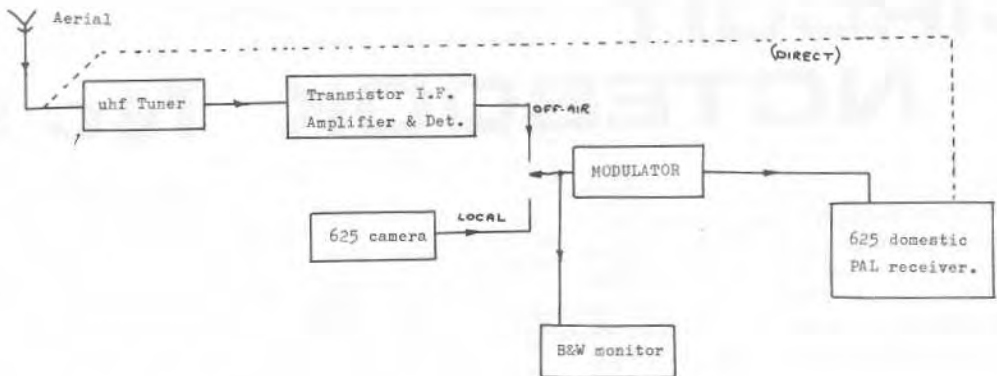 Aerial
(DIRECT)
uhf Tuner
Transistor I.F.
Amplifier & Det.
OFF-AIR
MODULATOR
LOCAL
625 camera
625 domestic
PAL receiver.
B&W monitor